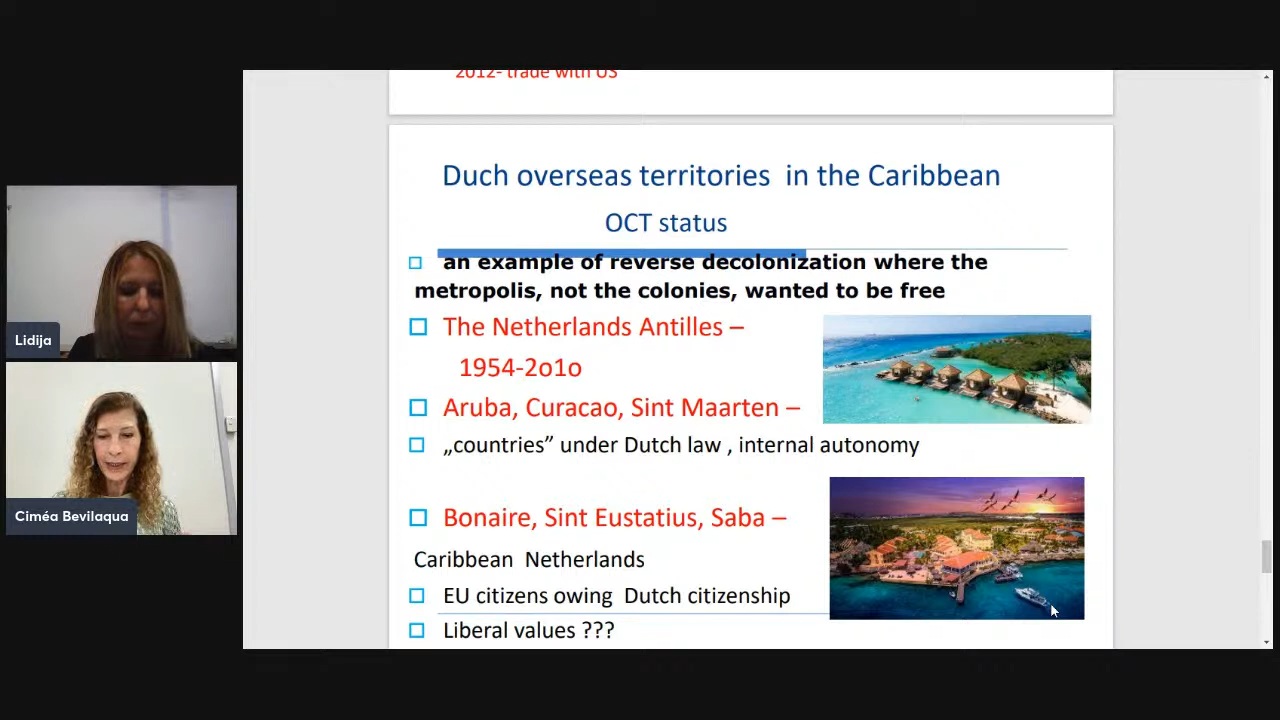 2012- trade with US
Duch overseas territories in the Caribbean
OCT status
an example of reverse decolonization where the
metropolis, not the colonies, wanted to be free
The Netherlands Antilles –
1954-2o1o
Aruba, Curacao, Sint Maarten –
„countries” under Dutch law , internal autonomy
Bonaire, Sint Eustatius, Saba –
Caribbean Netherlands
EU citizens owing Dutch citizenship
Liberal values ???
Lidija
Ciméa Bevilaqua